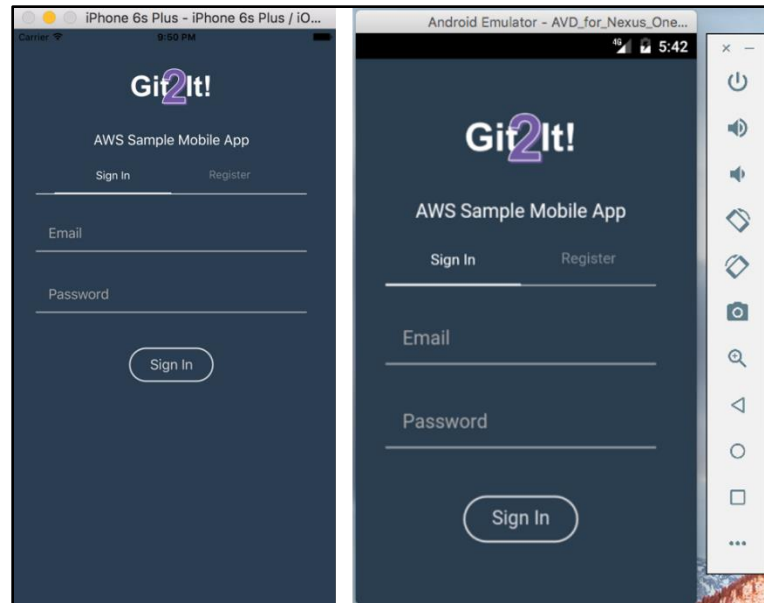 iPhone 6s Plus - iPhone 6s Plus / iO...
Carrier 9:50 PM
Git2It!
AWS Sample Mobile App
Sign In Register
Email
Password
Sign In
Android Emulator - AVD_for_Nexus_One...
4G 5:42
Git2It!
AWS Sample Mobile App
Sign In Register
Email
Password
Sign In